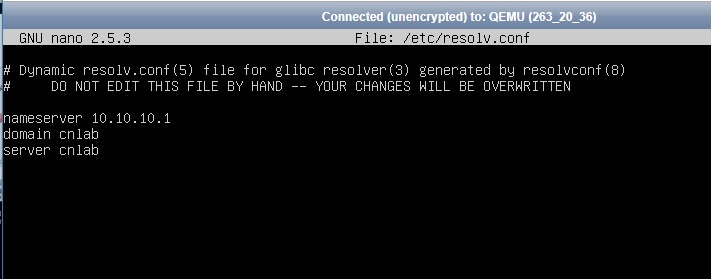 Connected (unencrypted) to: QEMU (263_20_36)
GNU nano 2.5.3 File: /etc/resolv.conf
# Dynamic resolv.conf(5) file for glibc resolver(3) generated by resolvconf(8)
# DO NOT EDIT THIS FILE BY HAND -- YOUR CHANGES WILL BE OVERWRITTEN
nameserver 10.10.10.1
domain cnlab
server cnlab